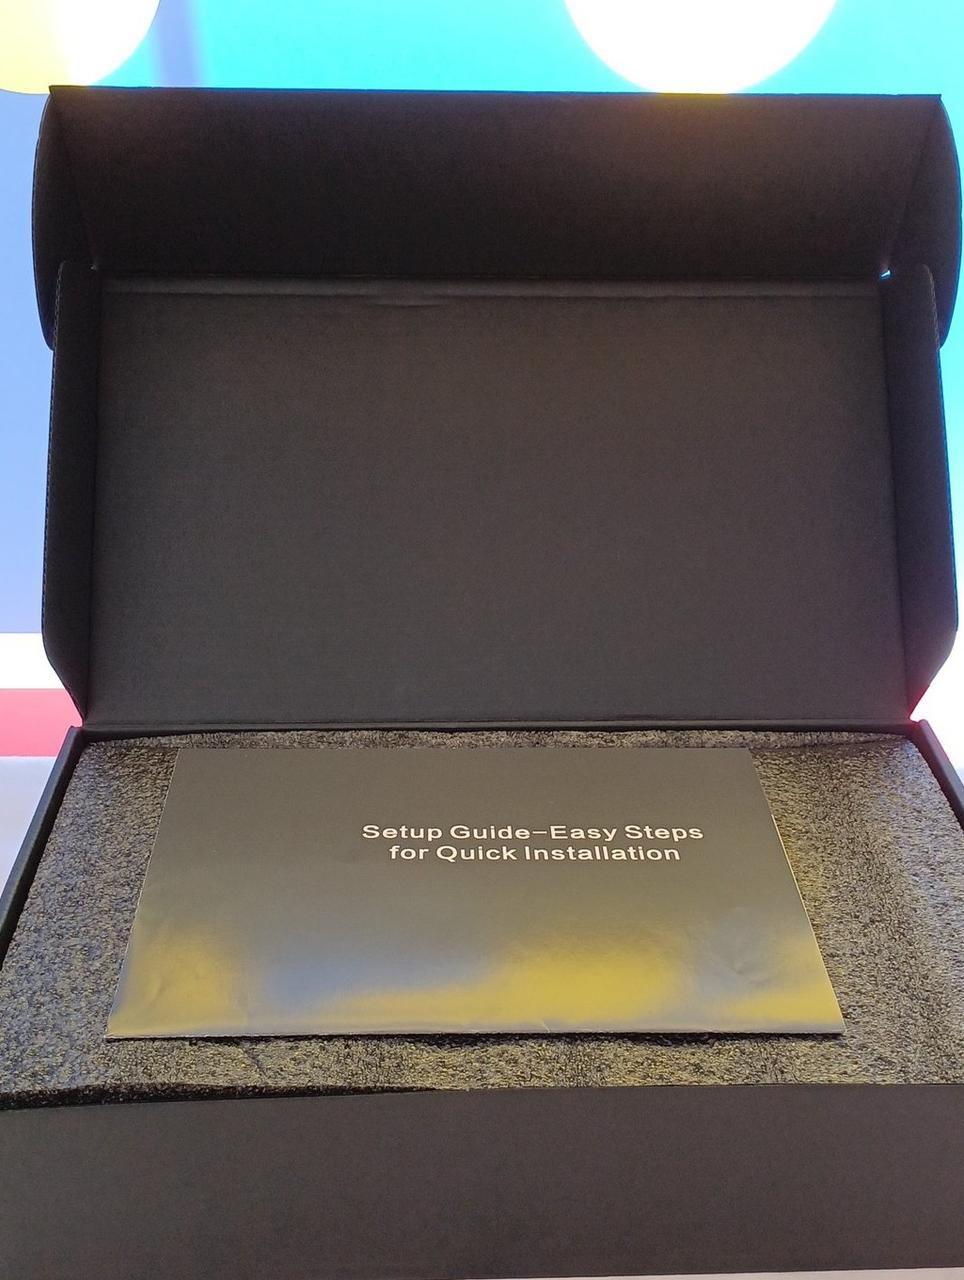 Setup Guide–Easy Steps
for Quick Installation